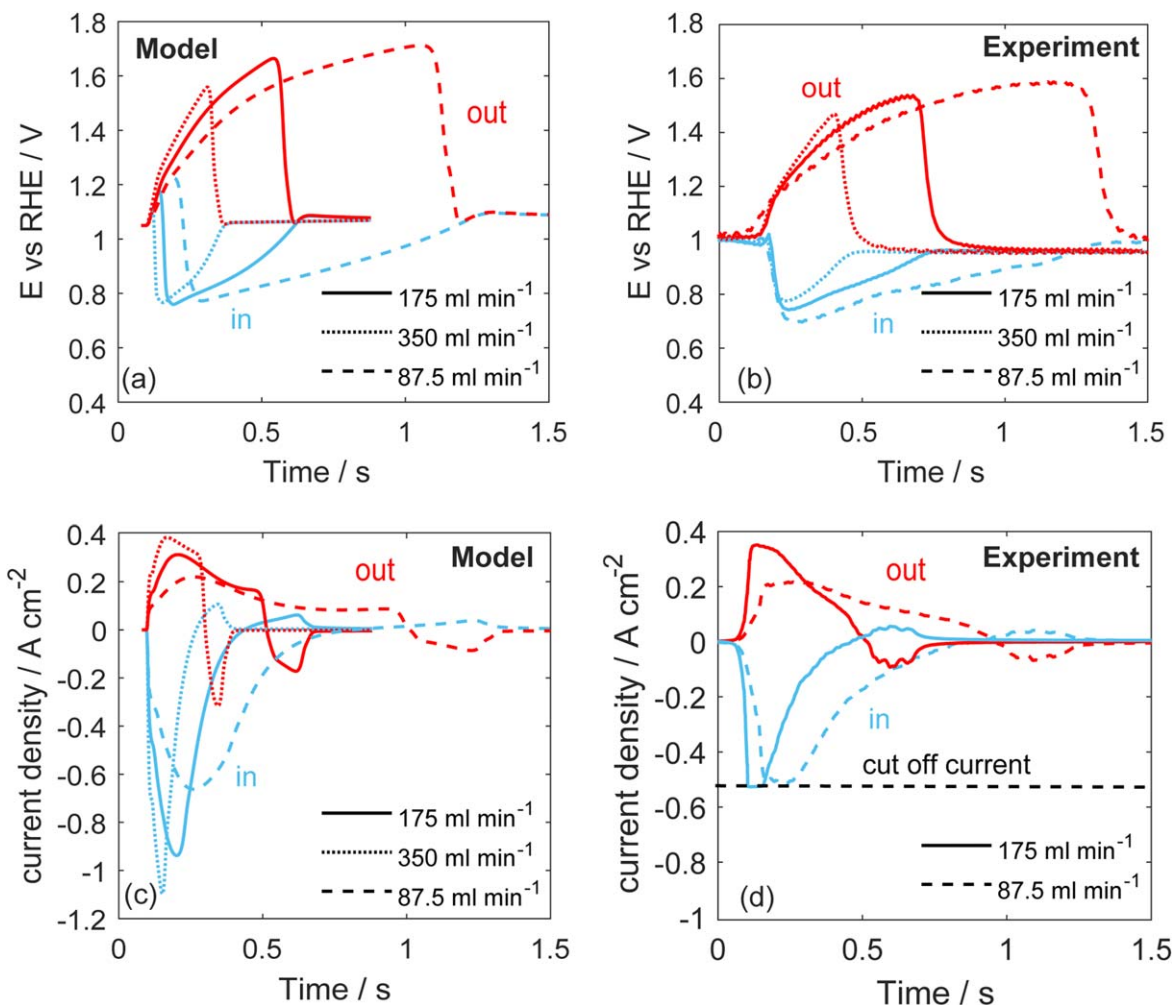 1.8
Model
1.6
1.4
out
1.2
1
0.8
in
0.6
0.4
E vs RHE / V
175 ml min⁻¹
350 ml min⁻¹
87.5 ml min⁻¹
(a)
0 0.5 1 1.5
Time / s
1.8
Experiment
1.6
out
1.4
1.2
1
0.8
in
0.6
0.4
E vs RHE / V
175 ml min⁻¹
350 ml min⁻¹
87.5 ml min⁻¹
(b)
0 0.5 1 1.5
Time / s
0.4
Model
out
0.2
0
-0.2
-0.4
in
-0.6
-0.8
-1
-1.2
current density / A cm⁻²
175 ml min⁻¹
350 ml min⁻¹
87.5 ml min⁻¹
(c)
0 0.5 1 1.5
Time / s
0.4
Experiment
out
0.2
0
-0.2
in
-0.4
cut off current
-0.6
-0.8
-1
current density / A cm⁻²
175 ml min⁻¹
87.5 ml min⁻¹
(d)
0 0.5 1 1.5
Time / s